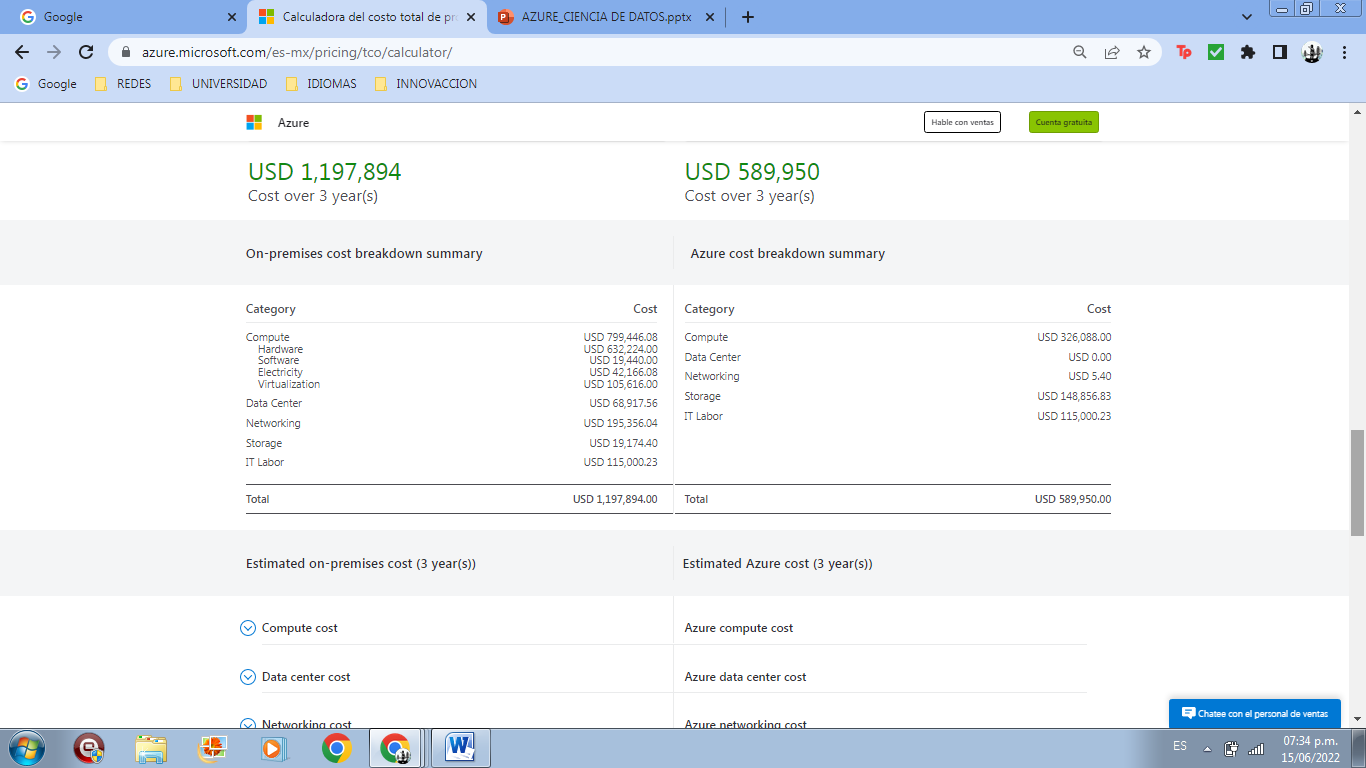 Google
Calculadora del costo total de pr
AZURE_CIENCIA DE DATOS.pptx
azure.microsoft.com/es-mx/pricing/tco/calculator/
Google REDES UNIVERSIDAD IDIOMAS INNOVACCION
Azure
Hable con ventas
Cuenta gratuita
USD 1,197,894
Cost over 3 year(s)
USD 589,950
Cost over 3 year(s)
On-premises cost breakdown summary
Azure cost breakdown summary
Category Cost
Compute USD 799,446.08
Hardware USD 632,224.00
Software USD 19,440.00
Electricity USD 42,166.08
Virtualization USD 105,616.00
Data Center USD 68,917.56
Networking USD 195,356.04
Storage USD 19,174.40
IT Labor USD 115,000.23
Total USD 1,197,894.00
Category Cost
Compute USD 326,088.00
Data Center USD 0.00
Networking USD 5.40
Storage USD 148,856.83
IT Labor USD 115,000.23
Total USD 589,950.00
Estimated on-premises cost (3 year(s))
Estimated Azure cost (3 year(s))
Compute cost
Azure compute cost
Data center cost
Azure data center cost
Networking cost
Azure networking cost
Chatee con el personal de ventas
ES
07:34 p.m.
15/06/2022